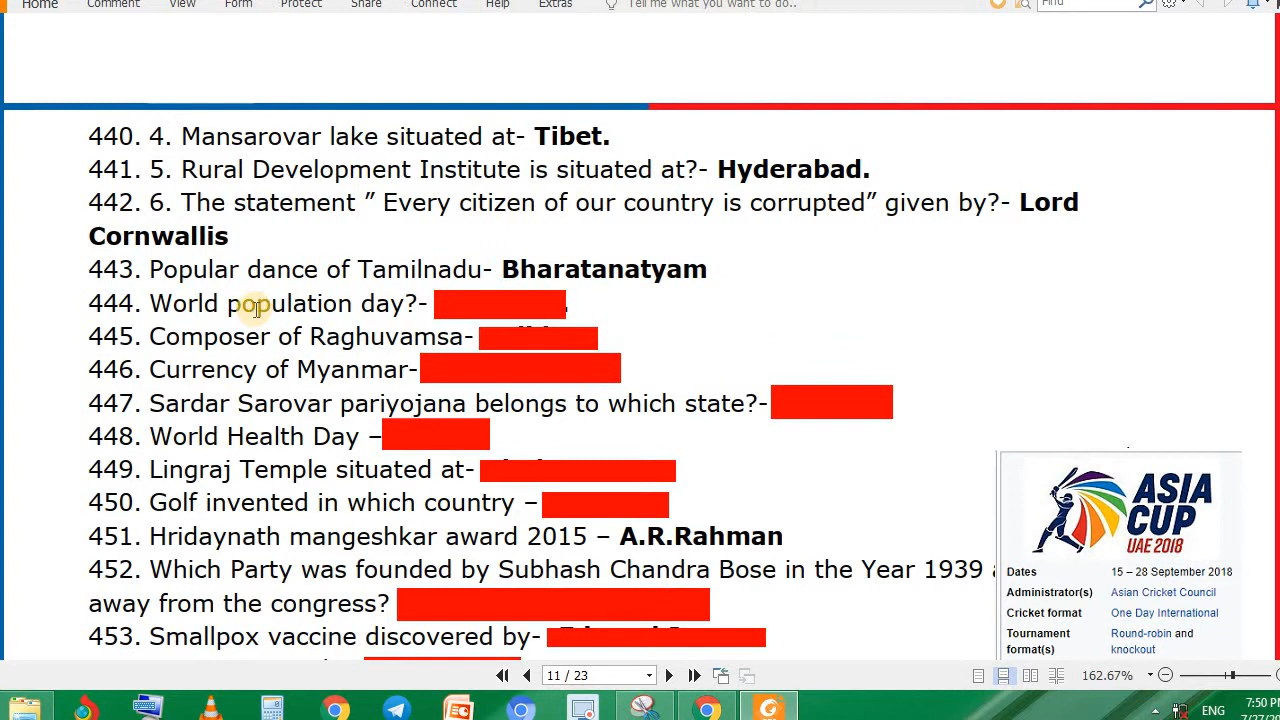 Home Comment View Form Protect Share Connect Help Extras Tell me what you want to do.. Find
440. 4. Mansarovar lake situated at- Tibet.
441. 5. Rural Development Institute is situated at?- Hyderabad.
442. 6. The statement ” Every citizen of our country is corrupted” given by?- Lord
Cornwallis
443. Popular dance of Tamilnadu- Bharatanatyam
444. World population day?-
445. Composer of Raghuvamsa-
446. Currency of Myanmar-
447. Sardar Sarovar pariyojana belongs to which state?-
448. World Health Day –
449. Lingraj Temple situated at-
450. Golf invented in which country –
451. Hridaynath mangeshkar award 2015 – A.R.Rahman
452. Which Party was founded by Subhash Chandra Bose in the Year 1939
away from the congress?
453. Smallpox vaccine discovered by-
ASIA
CUP
UAE 2018
Dates 15 – 28 September 2018
Administrator(s) Asian Cricket Council
Cricket format One Day International
Tournament Round-robin and
format(s) knockout
11 / 23 162.67%
ENG 7:50 PM